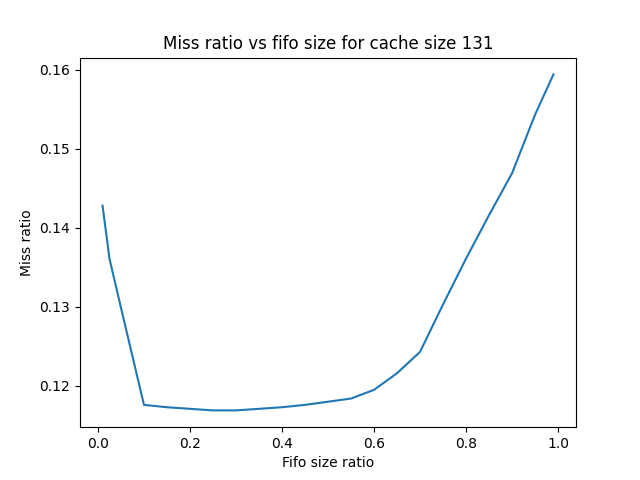 Miss ratio vs fifo size for cache size 131
0.16
0.15
0.14
0.13
0.12
Miss ratio
0.0 0.2 0.4 0.6 0.8 1.0
Fifo size ratio